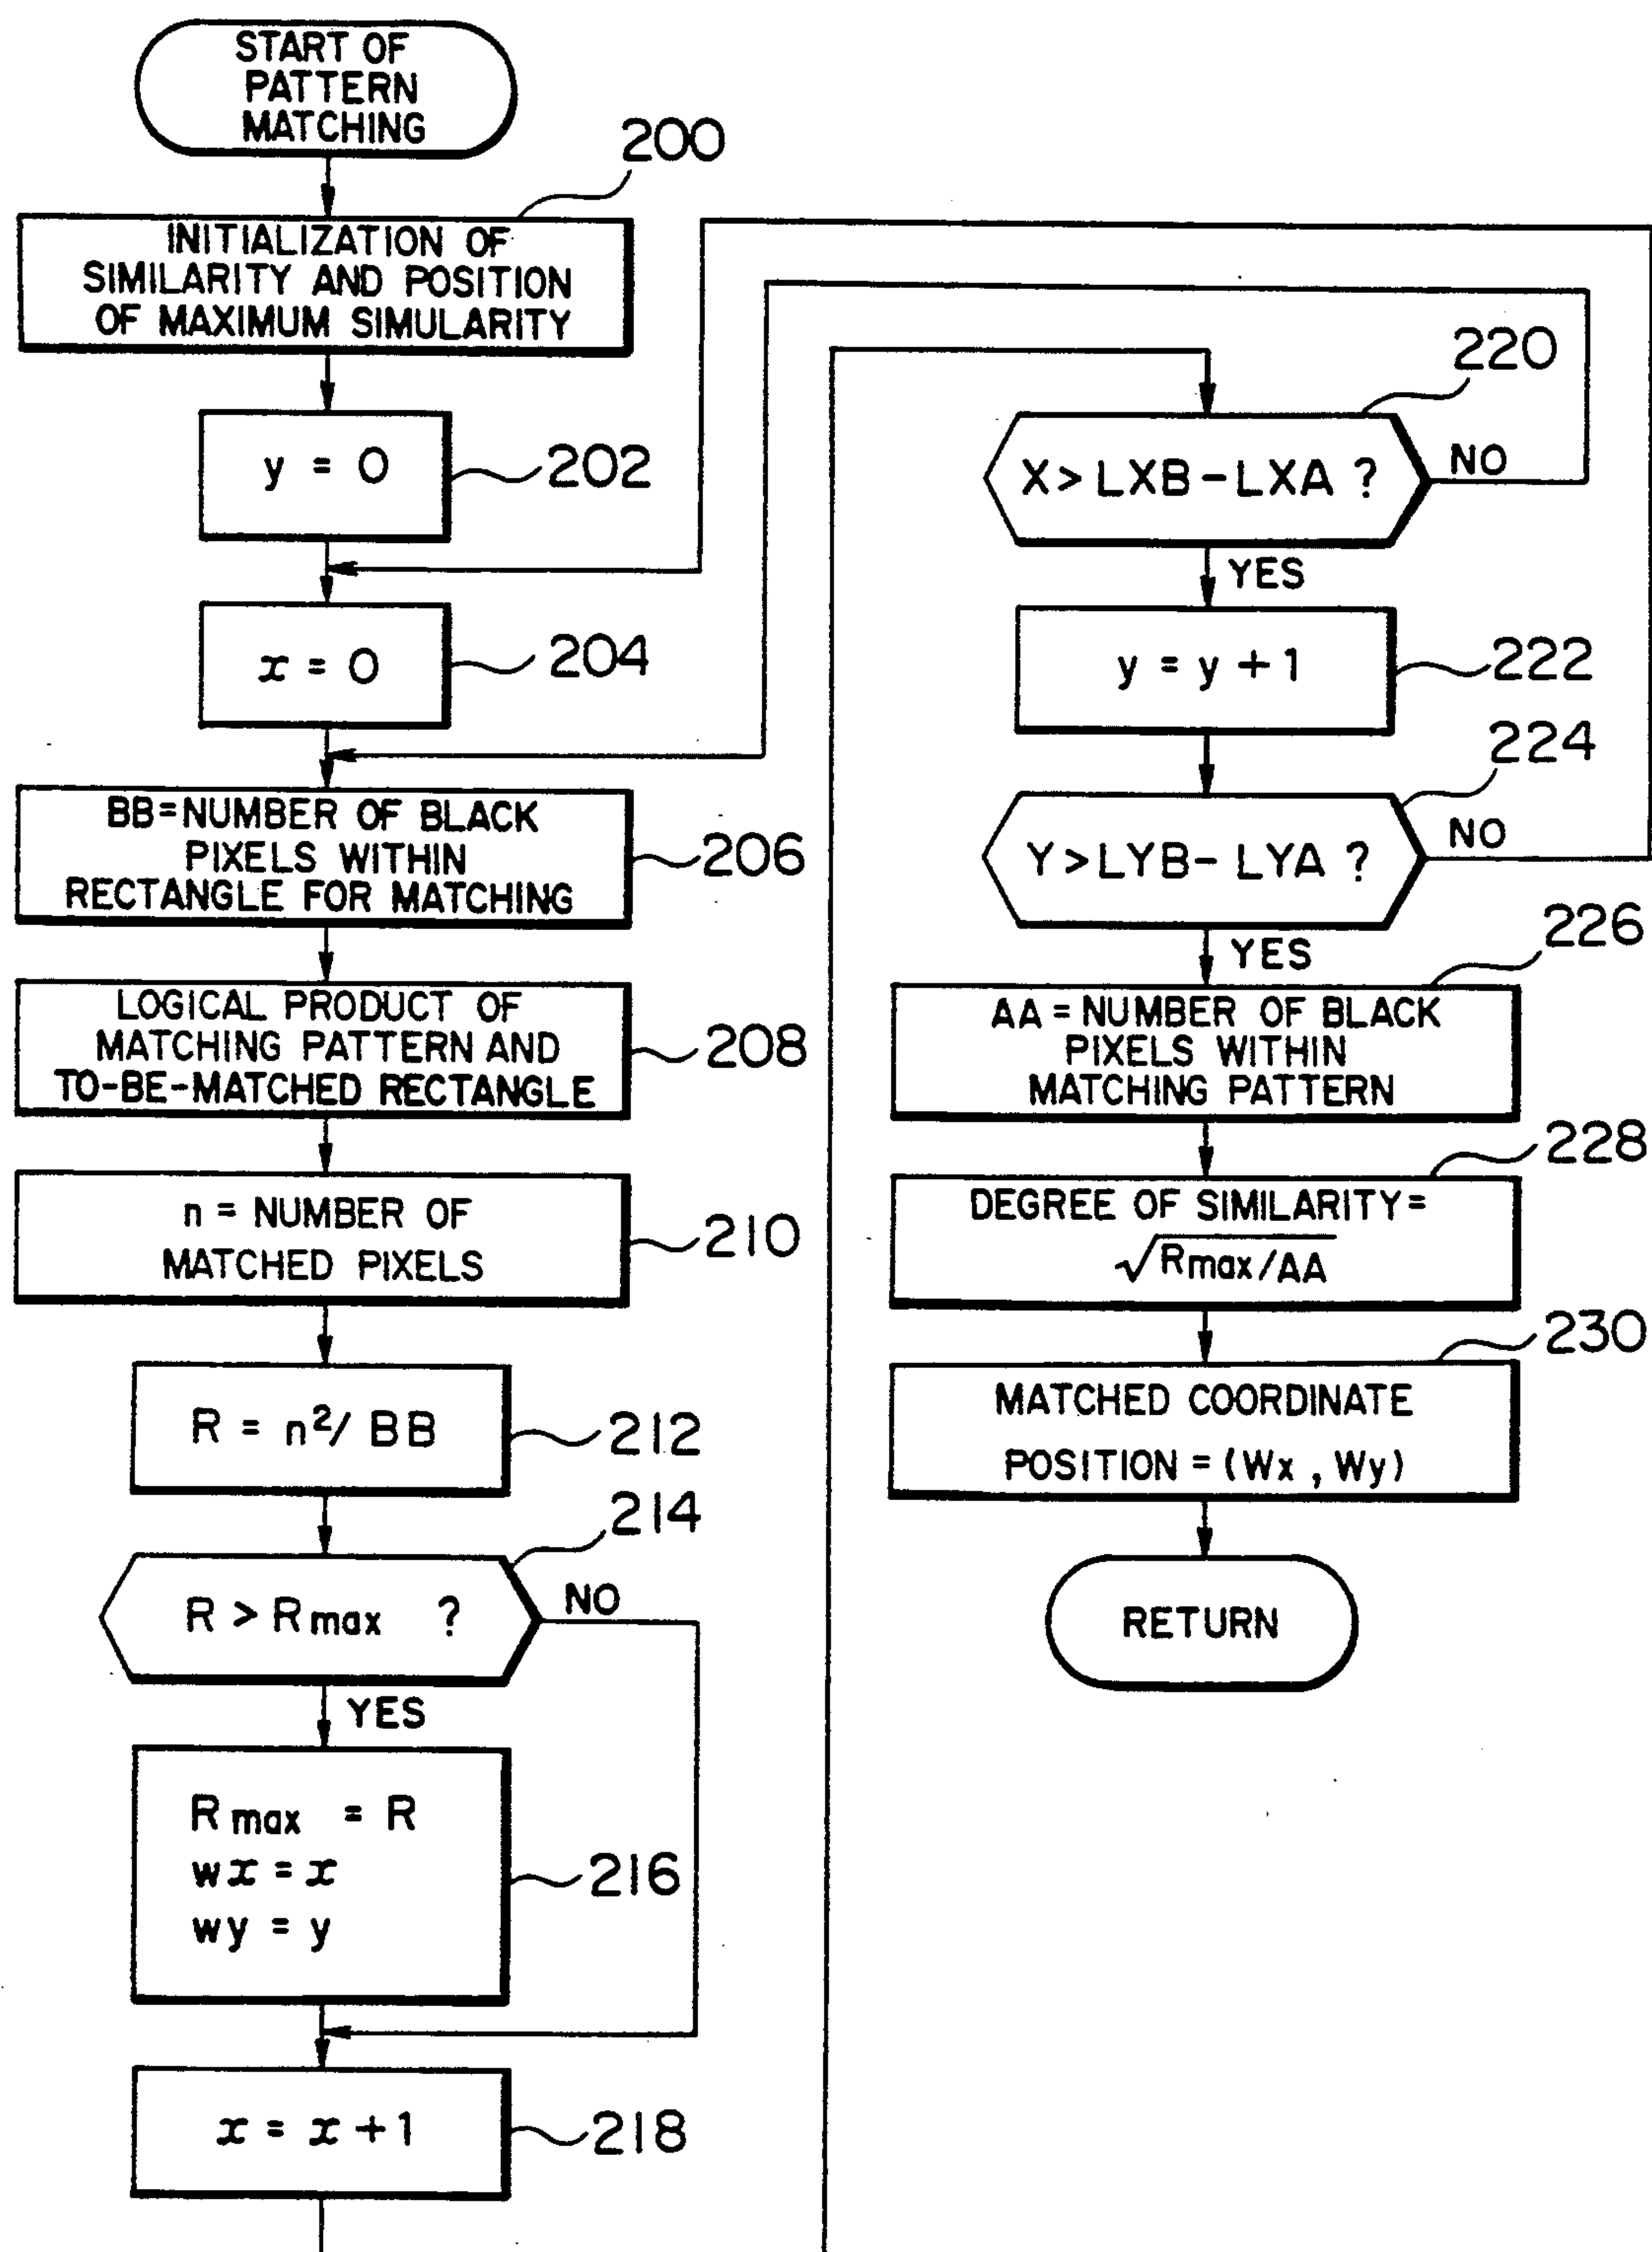 START OF
PATTERN
MATCHING
200
INITIALIZATION OF
SIMILARITY AND POSITION
OF MAXIMUM SIMULARITY
y = 0
202
x = 0
204
BB=NUMBER OF BLACK
PIXELS WITHIN
RECTANGLE FOR MATCHING
206
LOGICAL PRODUCT OF
MATCHING PATTERN AND
TO-BE-MATCHED RECTANGLE
208
n = NUMBER OF
MATCHED PIXELS
210
R = n²/ BB
212
214
R > Rmax ?
NO
YES
Rmax = R
wx = x
wy = y
216
x = x +1
218
220
X > LXB - LXA ?
NO
YES
y = y +1
222
224
Y > LYB - LYA ?
NO
YES
226
AA = NUMBER OF BLACK
PIXELS WITHIN
MATCHING PATTERN
228
DEGREE OF SIMILARITY=
√Rmax/AA
230
MATCHED COORDINATE
POSITION = (Wx , Wy)
RETURN